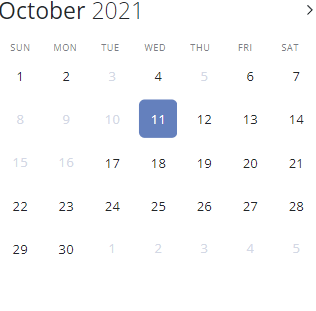 October 2021
SUN MON TUE WED THU FRI SAT
1 2 3 4 5 6 7
8 9 10 11 12 13 14
15 16 17 18 19 20 21
22 23 24 25 26 27 28
29 30 1 2 3 4 5